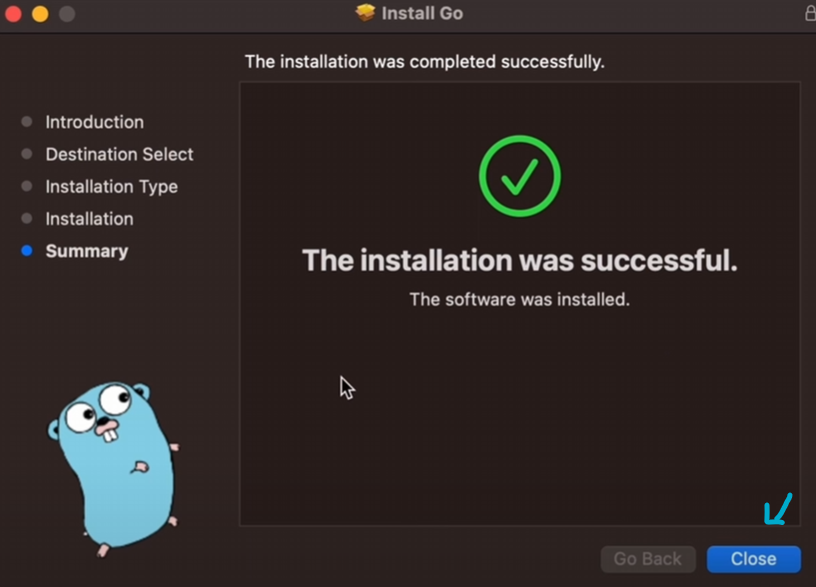 Install Go
The installation was completed successfully.
Introduction
Destination Select
Installation Type
Installation
Summary
The installation was successful.
The software was installed.
Go Back
Close